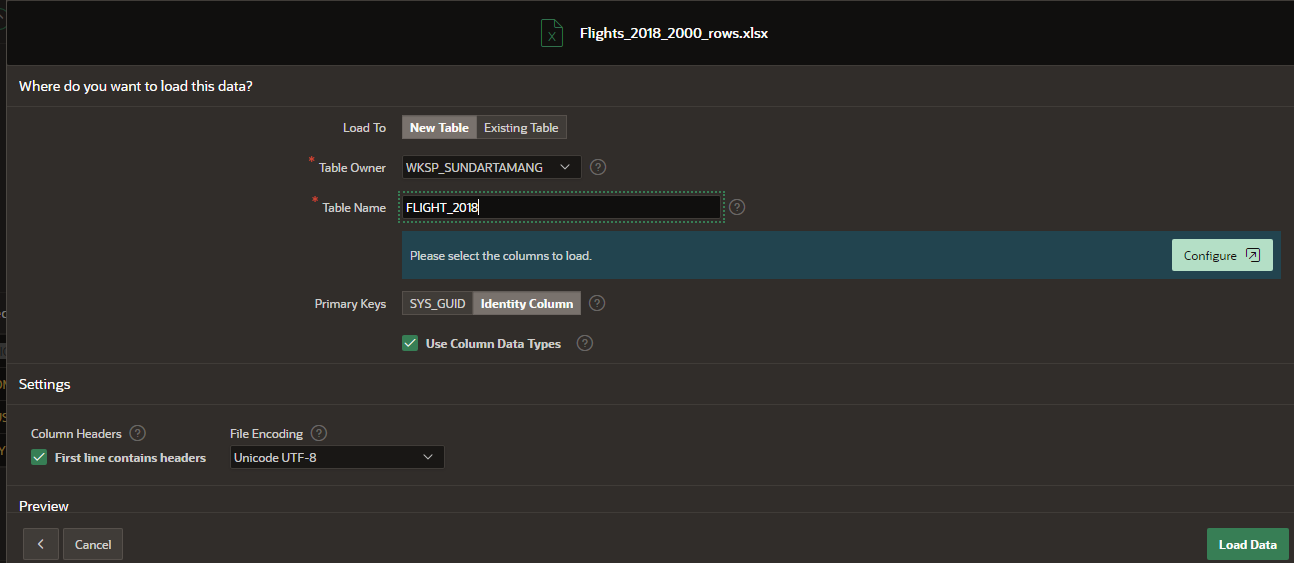 Flights_2018_2000_rows.xlsx
Where do you want to load this data?
Load To New Table Existing Table
* Table Owner WKSP_SUNDARTAMANG ?
* Table Name FLIGHT_2018 ?
Please select the columns to load. Configure
Primary Keys SYS_GUID Identity Column ?
Use Column Data Types ?
Settings
Column Headers ? File Encoding ?
First line contains headers Unicode UTF-8
Preview
Cancel Load Data